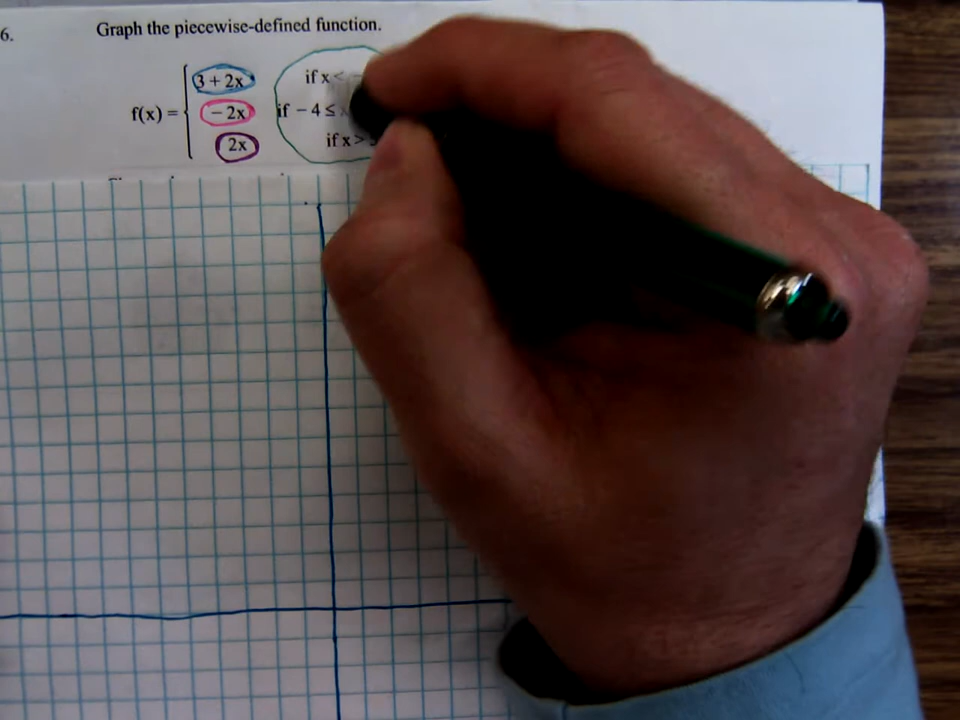 6. Graph the piecewise-defined function.
3 + 2x if x <
f(x) = - 2x if - 4 ≤
2x if x >